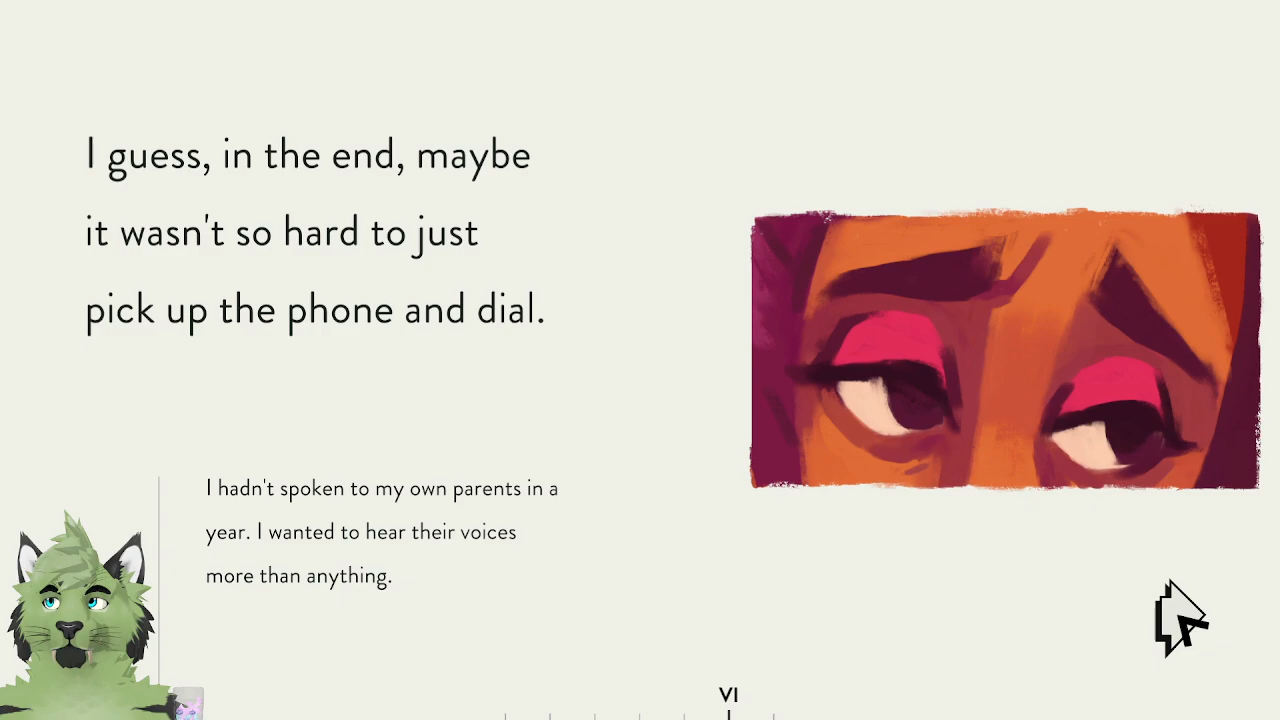 I guess, in the end, maybe
it wasn't so hard to just
pick up the phone and dial.
I hadn't spoken to my own parents in a
year. I wanted to hear their voices
more than anything.
VI